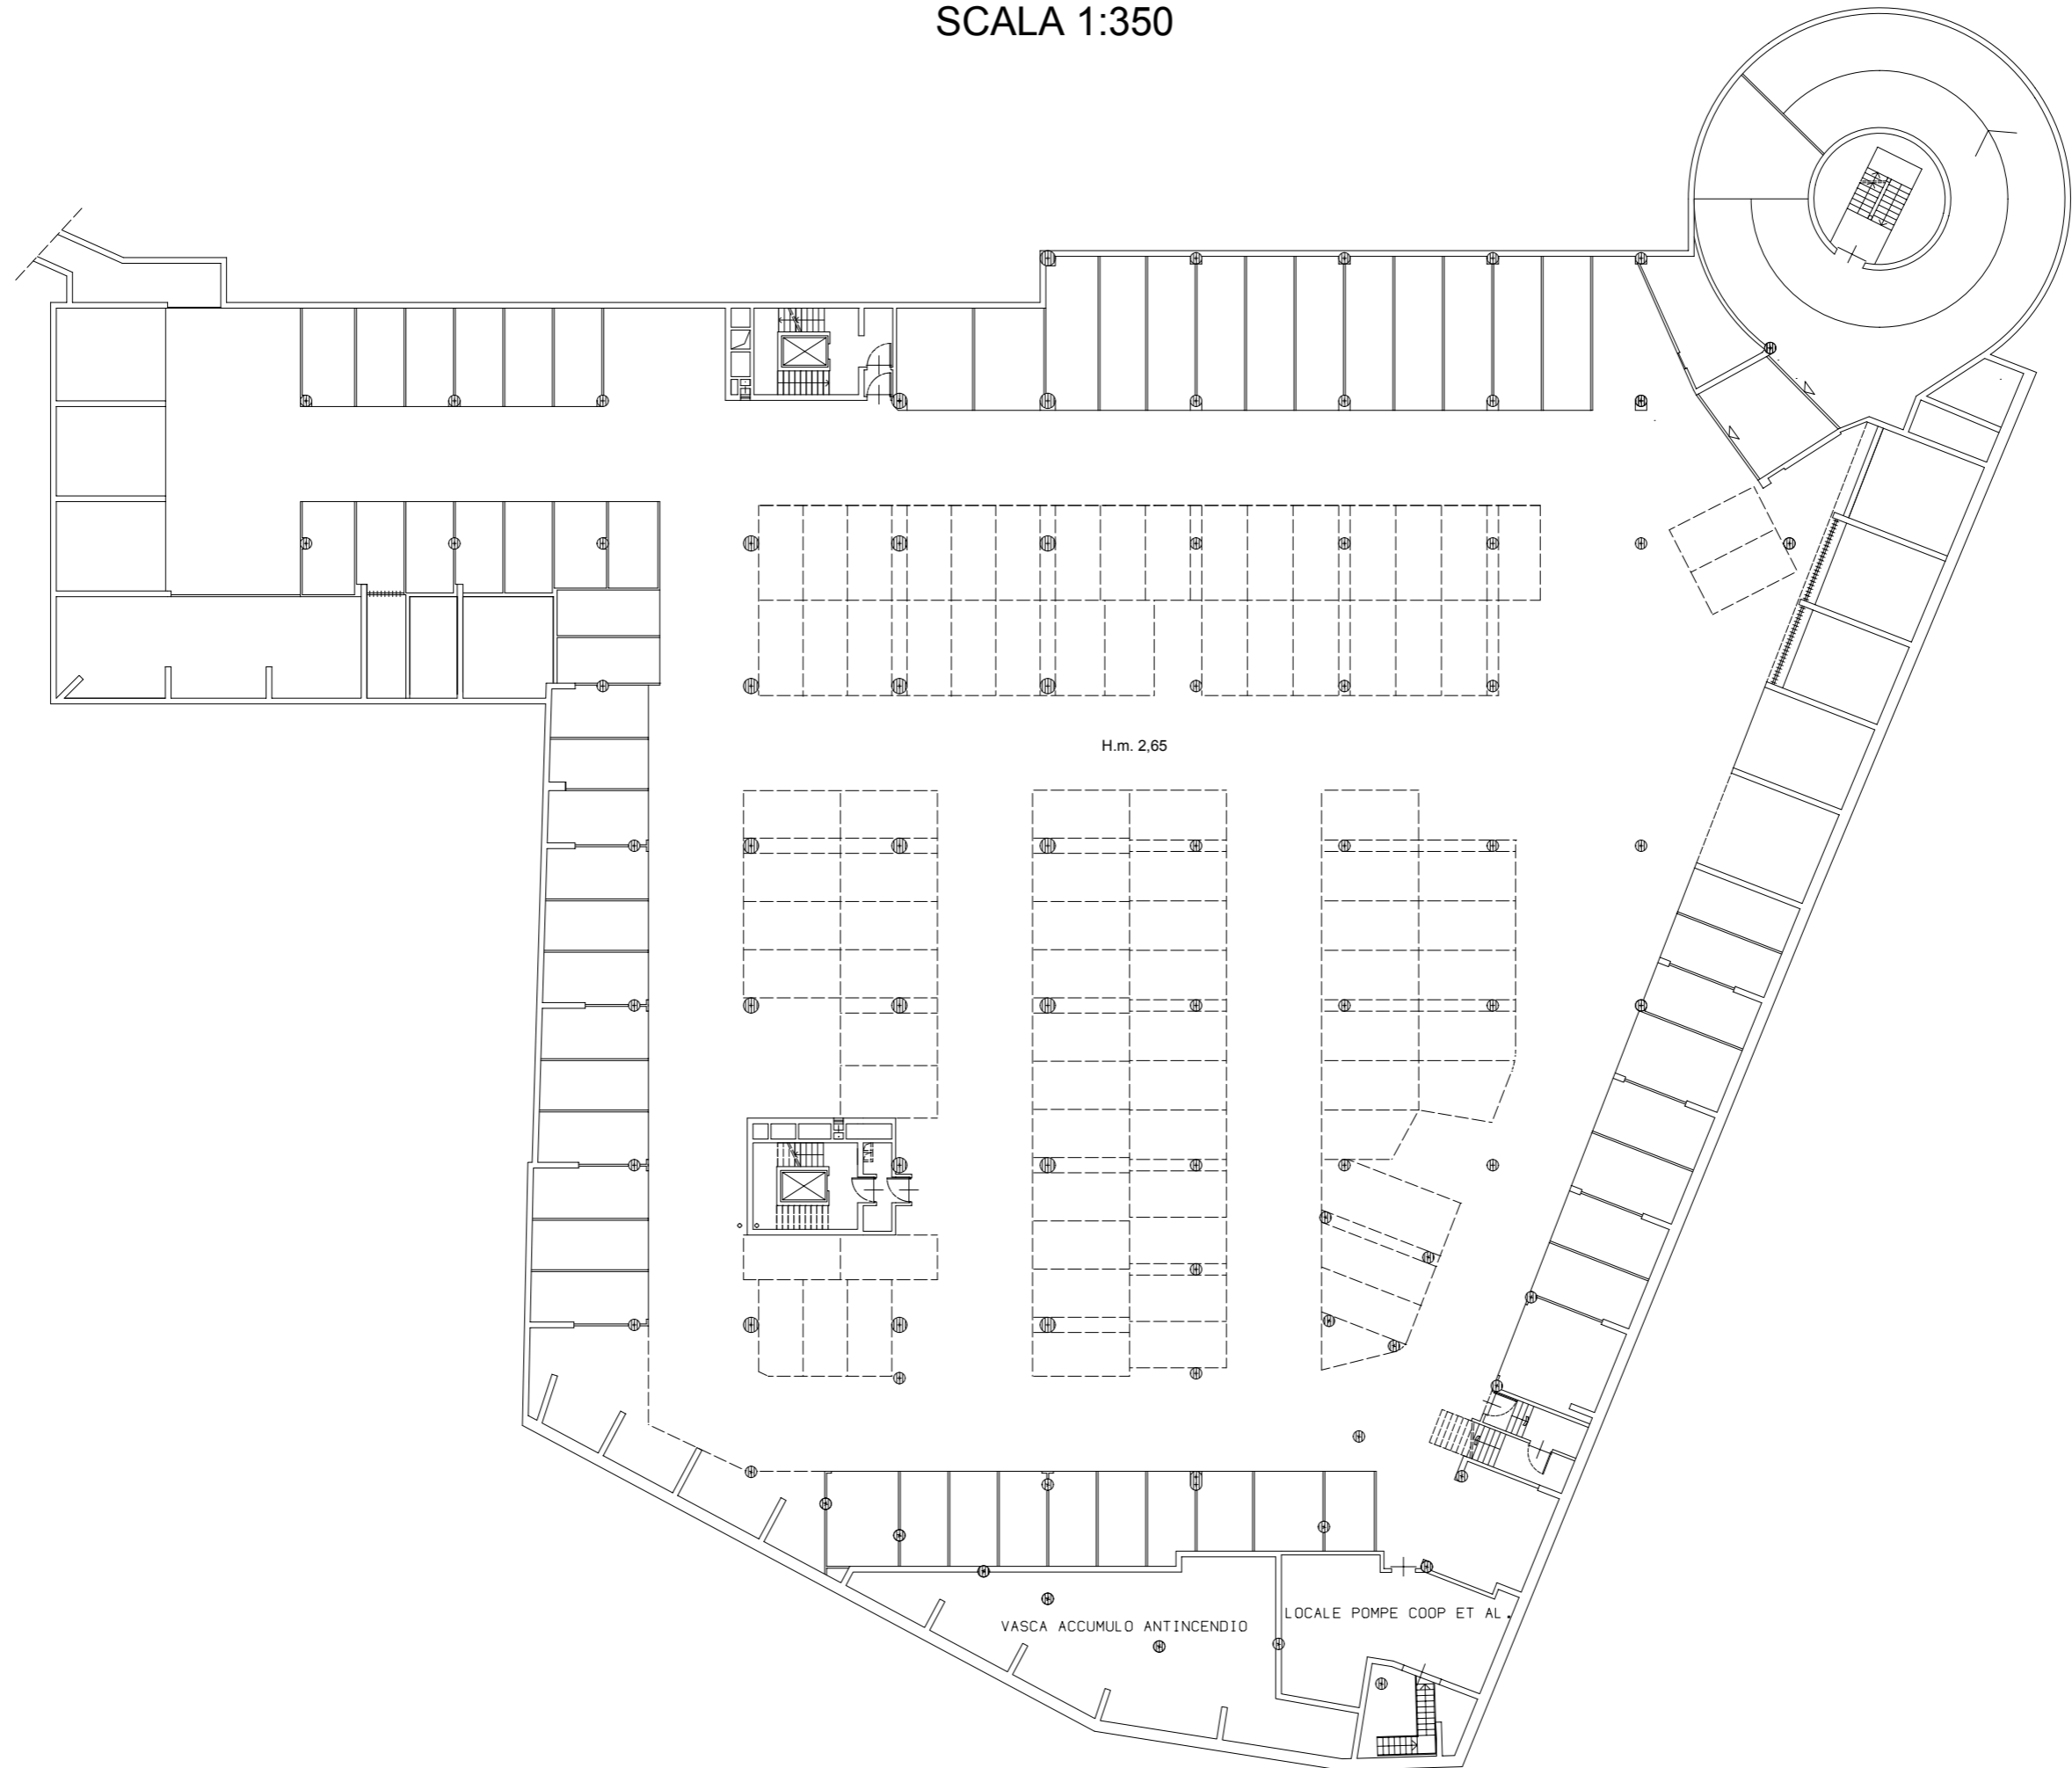 SCALA 1:350
H.m. 2,65
LOCALE POMPE COOP ET AL.
VASCA ACCUMULO ANTINCENDIO